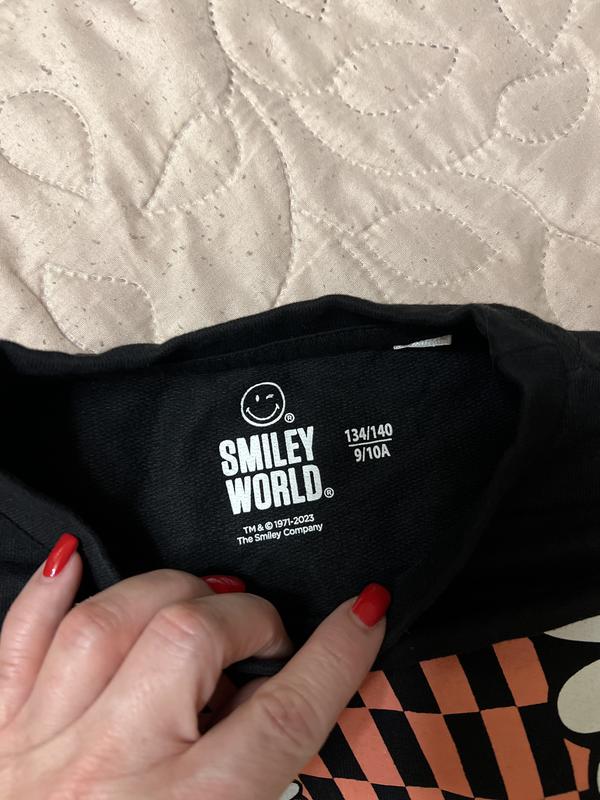 ®
SMILEY
WORLD®
134/140
9/10A
TM & © 1971-2023
The Smiley Company